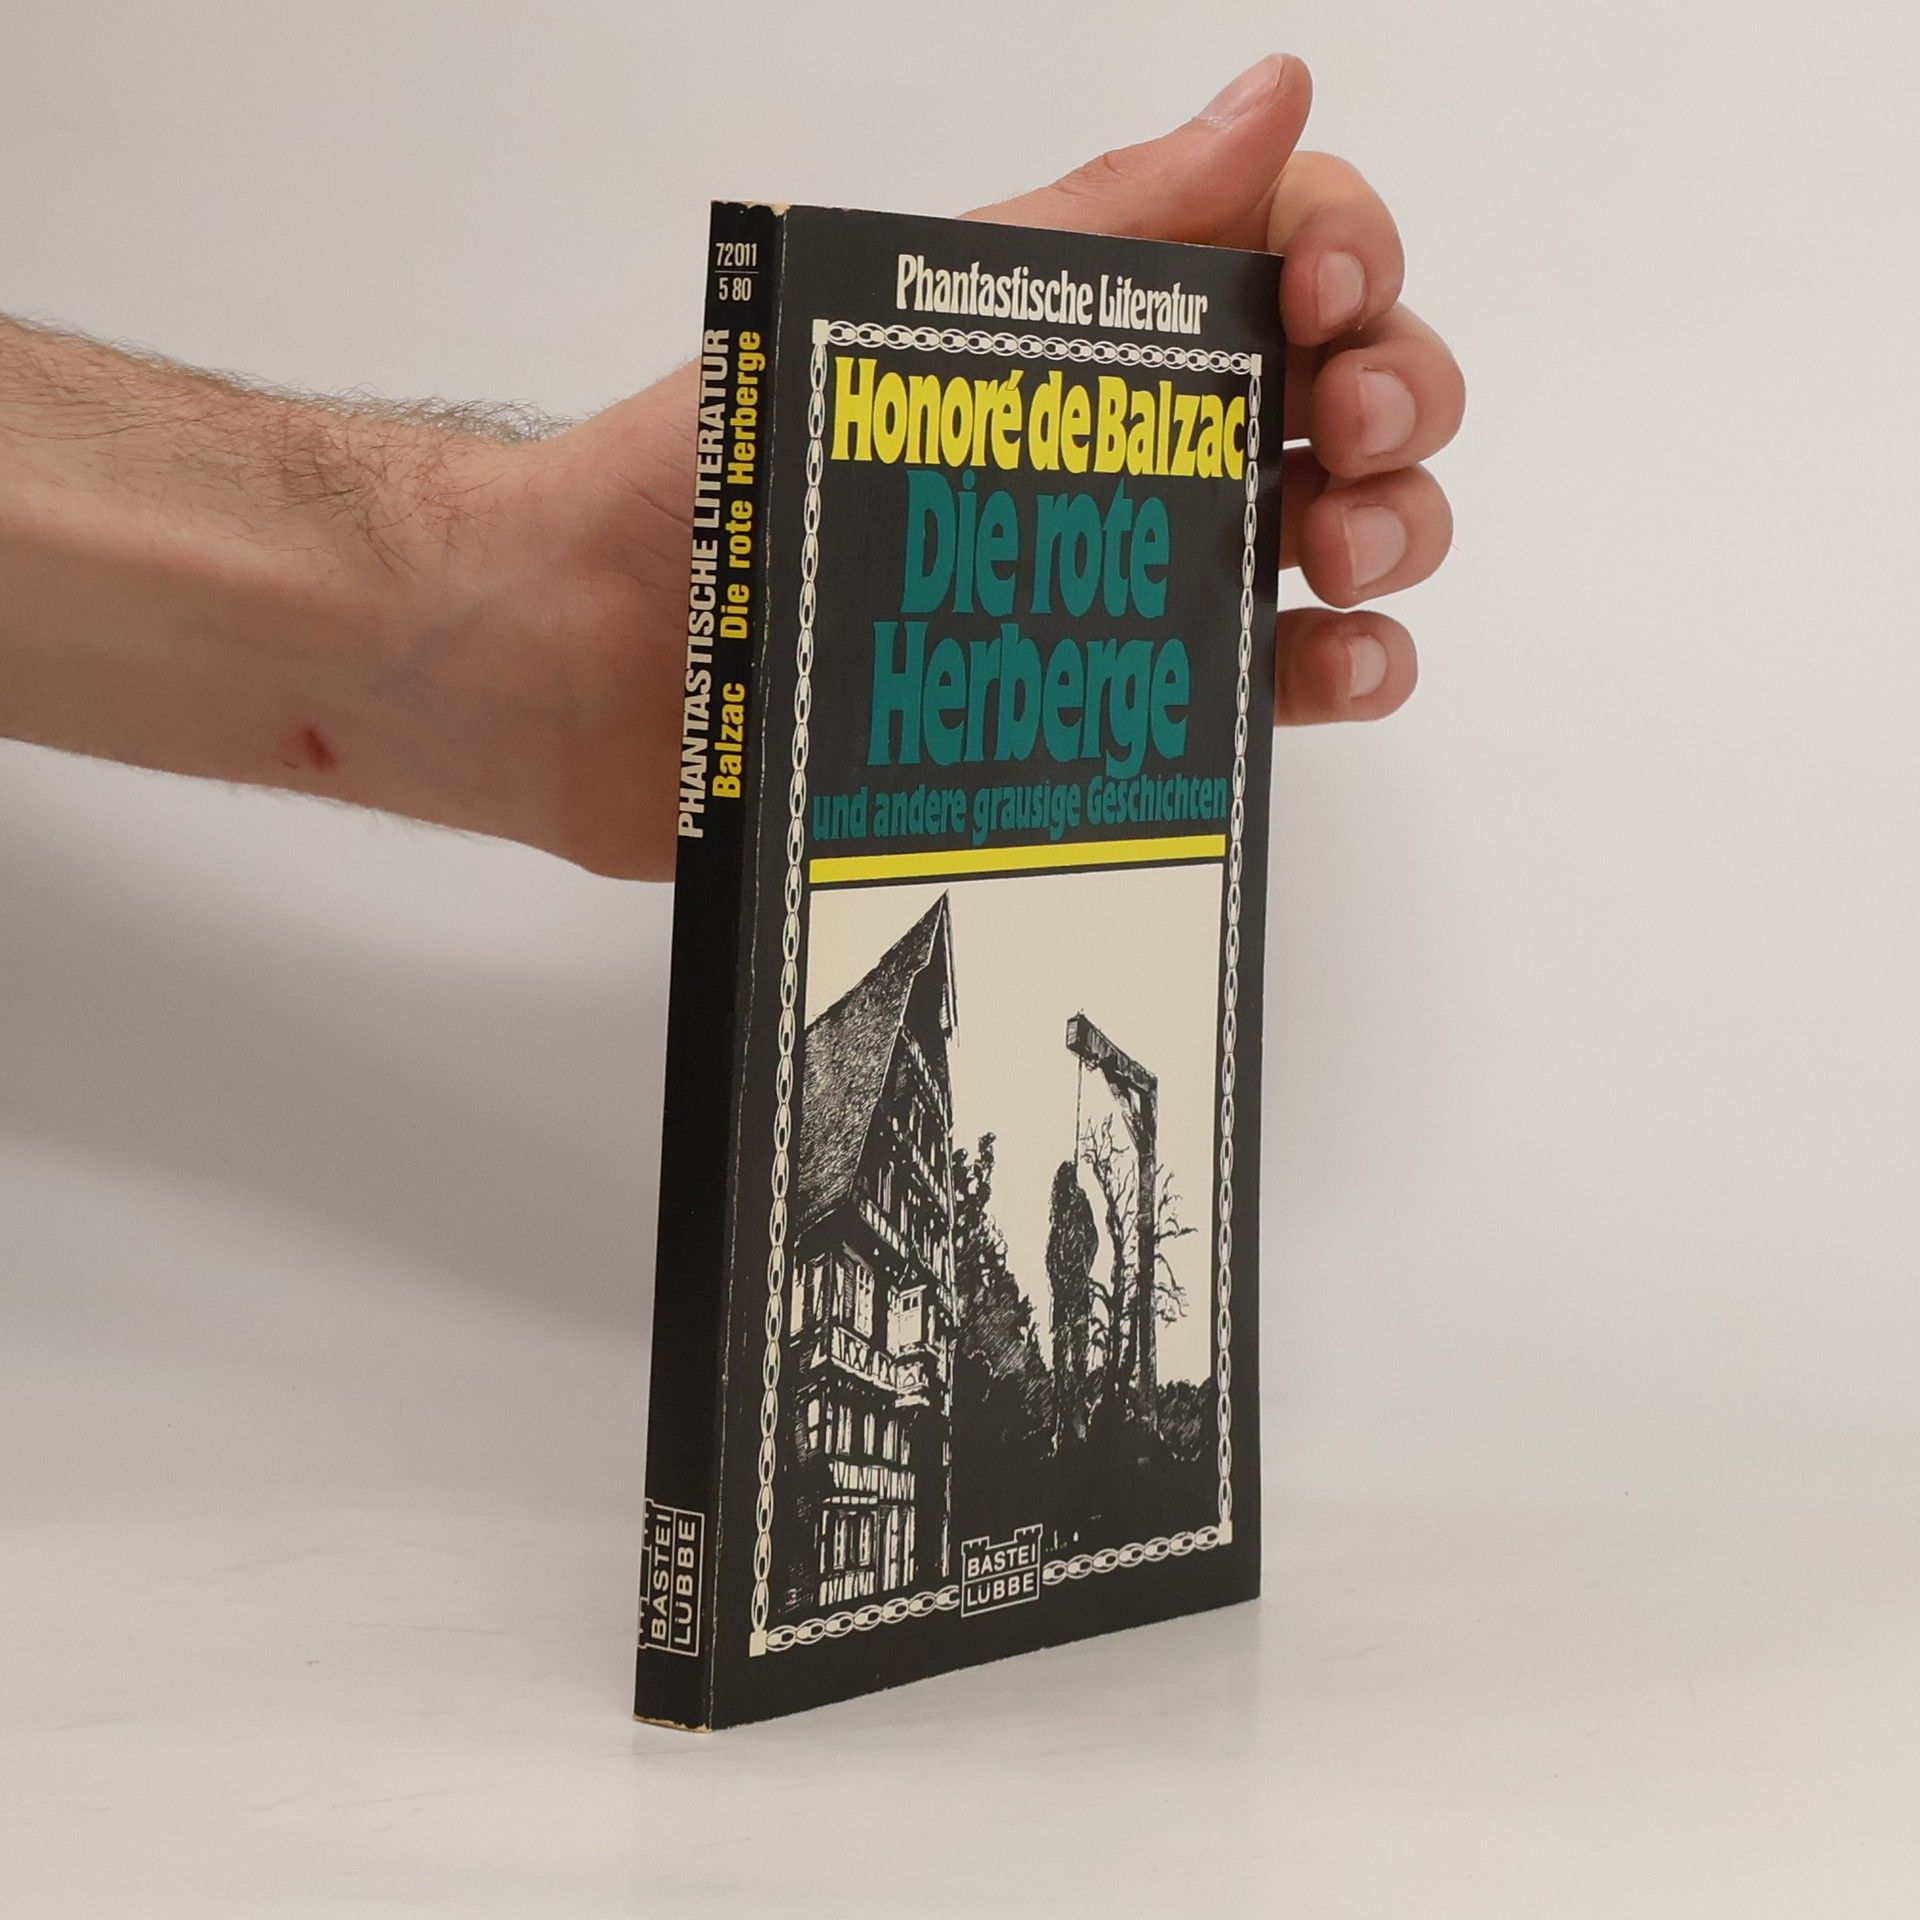 72011
5 80
PHANTASTISCHE LITERATUR
Balzac Die rote Herberge
BASTEI
LÜBBE
Phantastische Literatur
Honoré de Balzac
Die rote
Herberge
und andere grausige Geschichten
BASTEI
LÜBBE